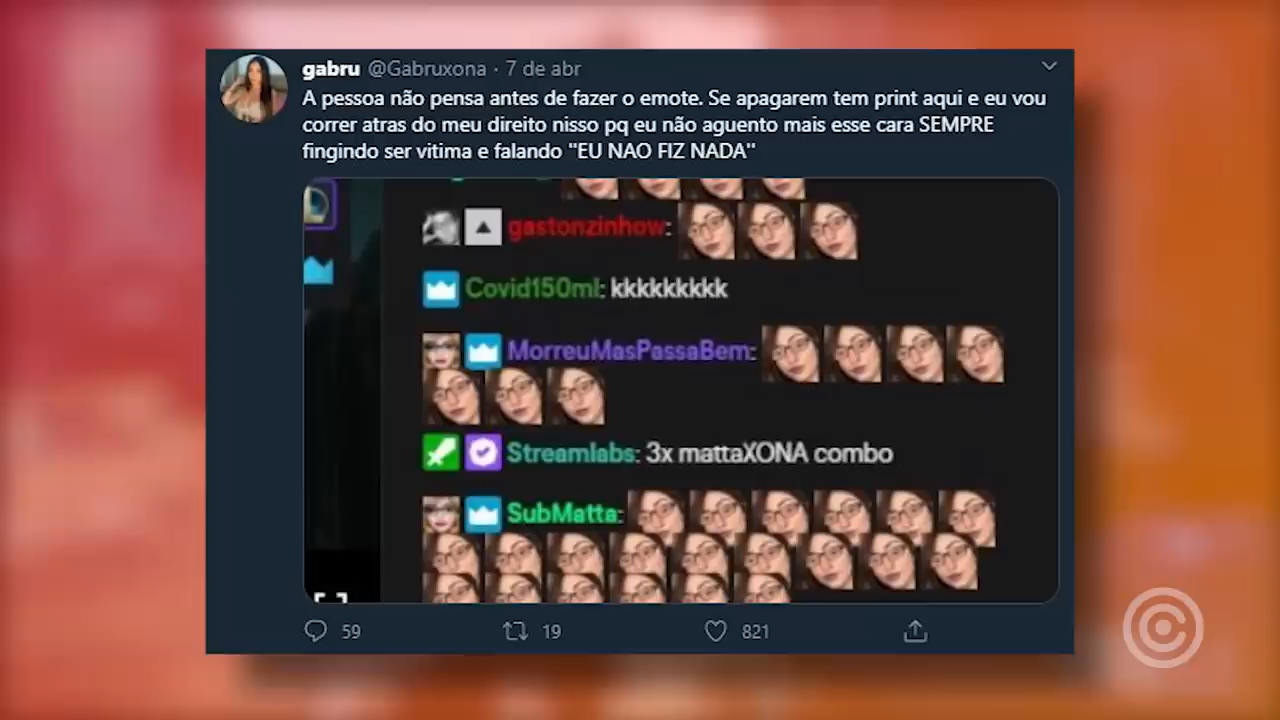 gabru @Gabruxona · 7 de abr
A pessoa não pensa antes de fazer o emote. Se apagarem tem print aqui e eu vou
correr atras do meu direito nisso pq eu não aguento mais esse cara SEMPRE
fingindo ser vitima e falando "EU NAO FIZ NADA"
gastonzinhow:
Covid150ml: kkkkkkkkk
MorreuMasPassaBem:
Streamlabs: 3x mattaXONA combo
SubMatta:
59 19 821